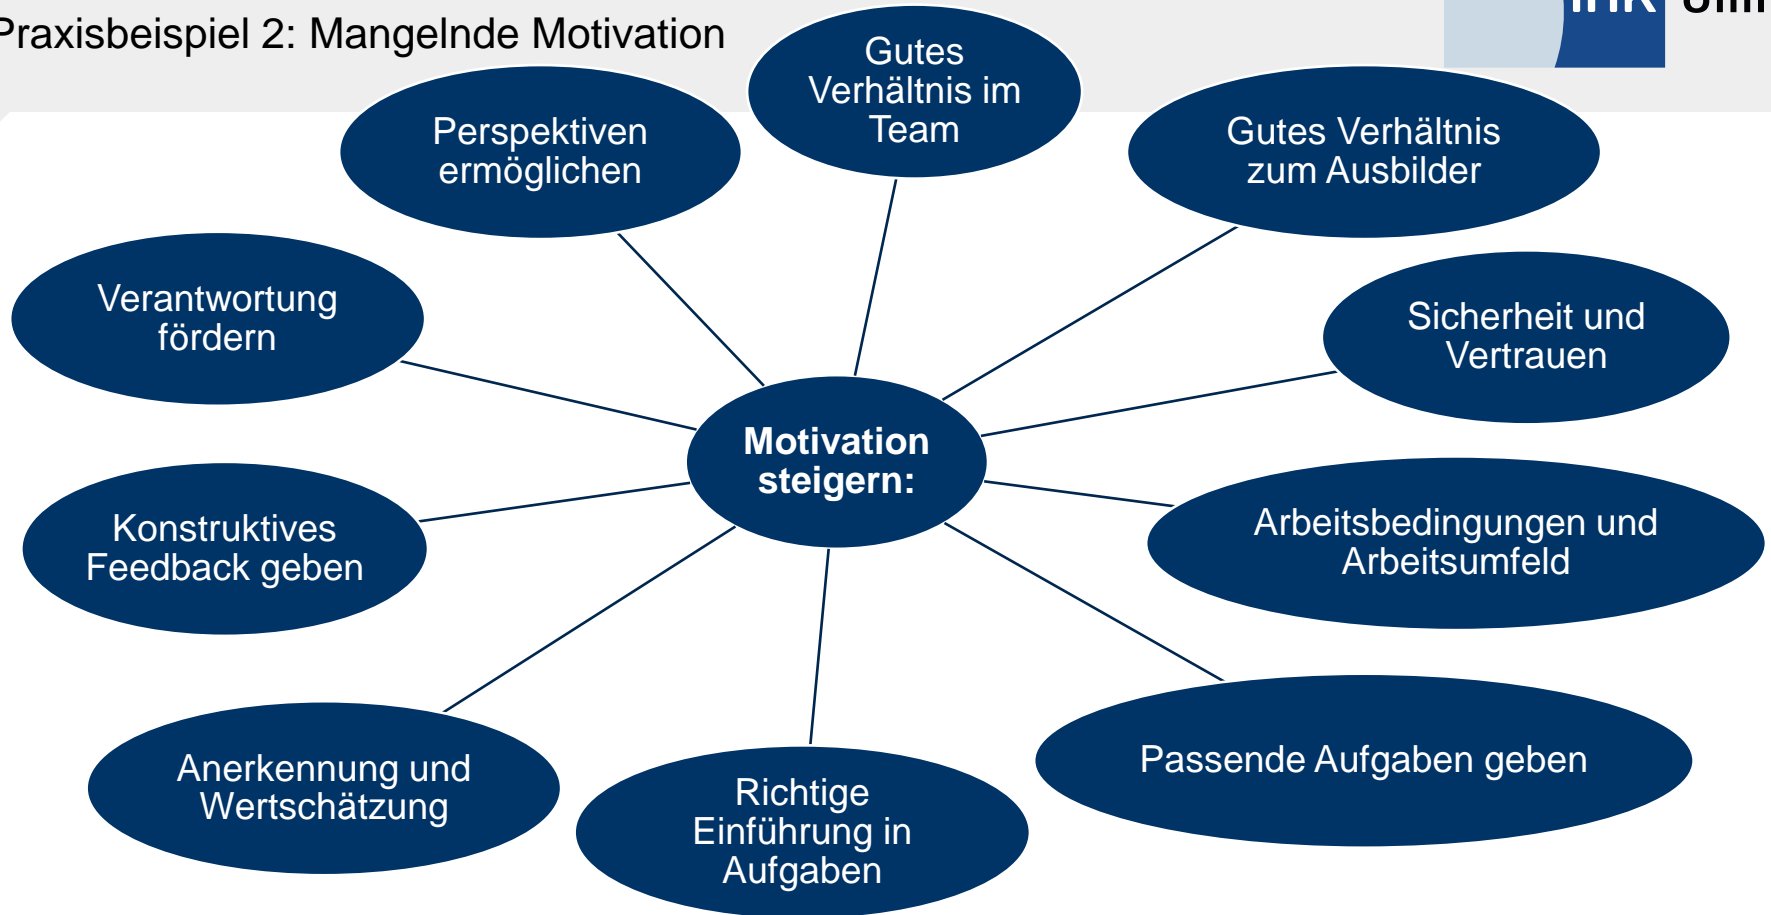 Praxisbeispiel 2: Mangelnde Motivation
Gutes
Verhältnis im
Team
Perspektiven
ermöglichen
Gutes Verhältnis
zum Ausbilder
Verantwortung
fördern
Sicherheit und
Vertrauen
Motivation
steigern:
Konstruktives
Feedback geben
Arbeitsbedingungen und
Arbeitsumfeld
Anerkennung und
Wertschätzung
Richtige
Einführung in
Aufgaben
Passende Aufgaben geben